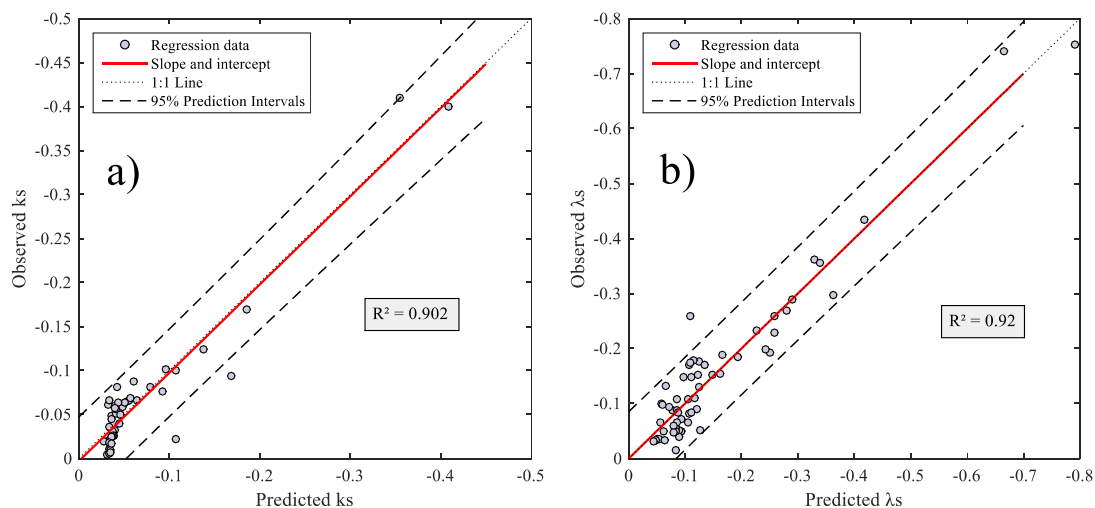 -0.5
-0.45
-0.4
-0.35
-0.3
-0.25
-0.2
-0.15
-0.1
-0.05
0
Observed ks
Regression data
Slope and intercept
1:1 Line
95% Prediction Intervals
a)
R² = 0.902
0
-0.1
-0.2
-0.3
-0.4
-0.5
Predicted ks
-0.8
-0.7
-0.6
-0.5
-0.4
-0.3
-0.2
-0.1
0
Observed λs
Regression data
Slope and intercept
1:1 Line
95% Prediction Intervals
b)
R² = 0.92
0
-0.1
-0.2
-0.3
-0.4
-0.5
-0.6
-0.7
-0.8
Predicted λs